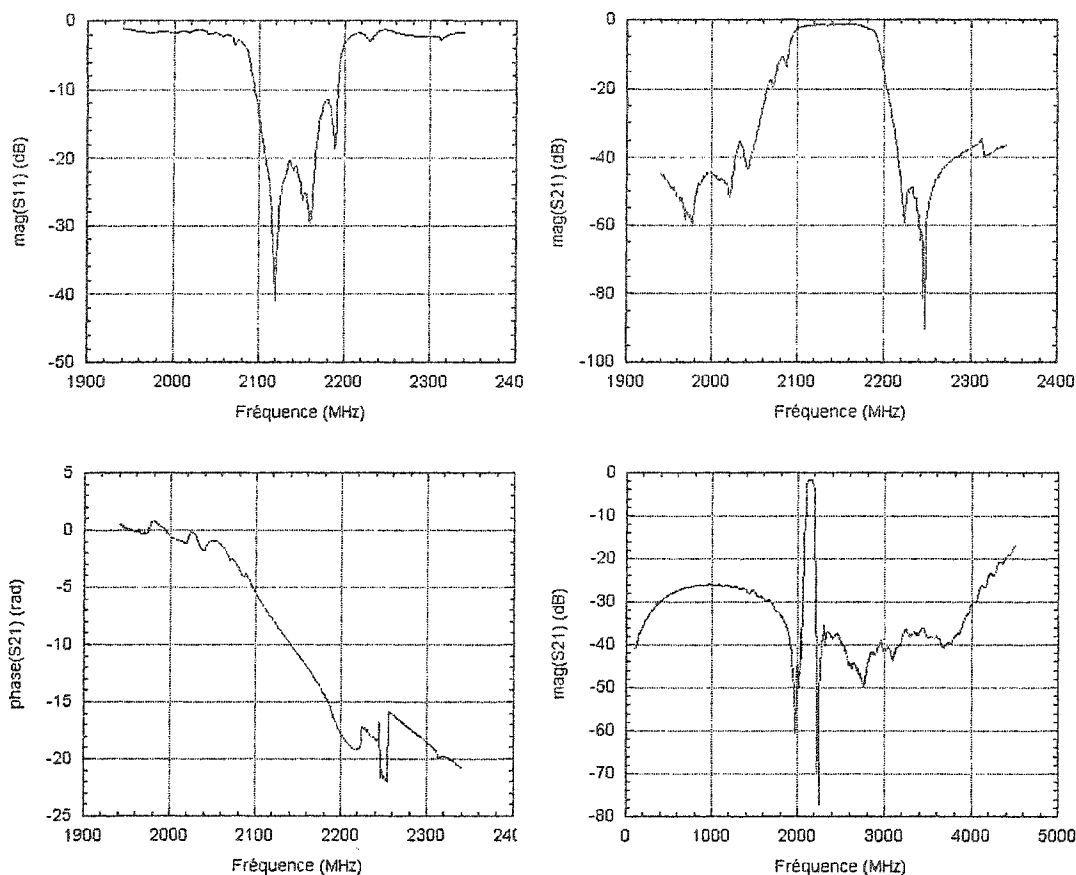 0
-10
-20
-30
-40
-50
mag(S11) (dB)
1900 2000 2100 2200 2300 240
Fréquence (MHz)
0
-20
-40
-60
-80
-100
mag(S21) (dB)
1900 2000 2100 2200 2300 2400
Fréquence (MHz)
5
0
-5
-10
-15
-20
-25
phase(S21) (rad)
1900 2000 2100 2200 2300 240
Fréquence (MHz)
0
-10
-20
-30
-40
-50
-60
-70
-80
mag(S21) (dB)
0 1000 2000 3000 4000 5000
Fréquence (MHz)